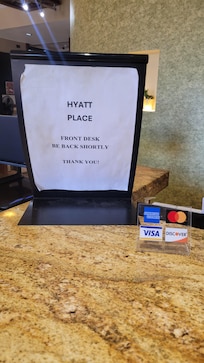 HYATT
PLACE
FRONT DESK
BE BACK SHORTLY
THANK YOU!
VISA
DISCOVER